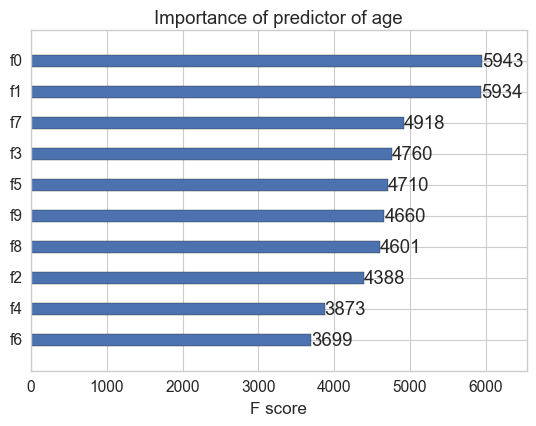 Importance of predictor of age
f0 5943
f1 5934
f7 4918
f3 4760
f5 4710
f9 4660
f8 4601
f2 4388
f4 3873
f6 3699
0 1000 2000 3000 4000 5000 6000
F score